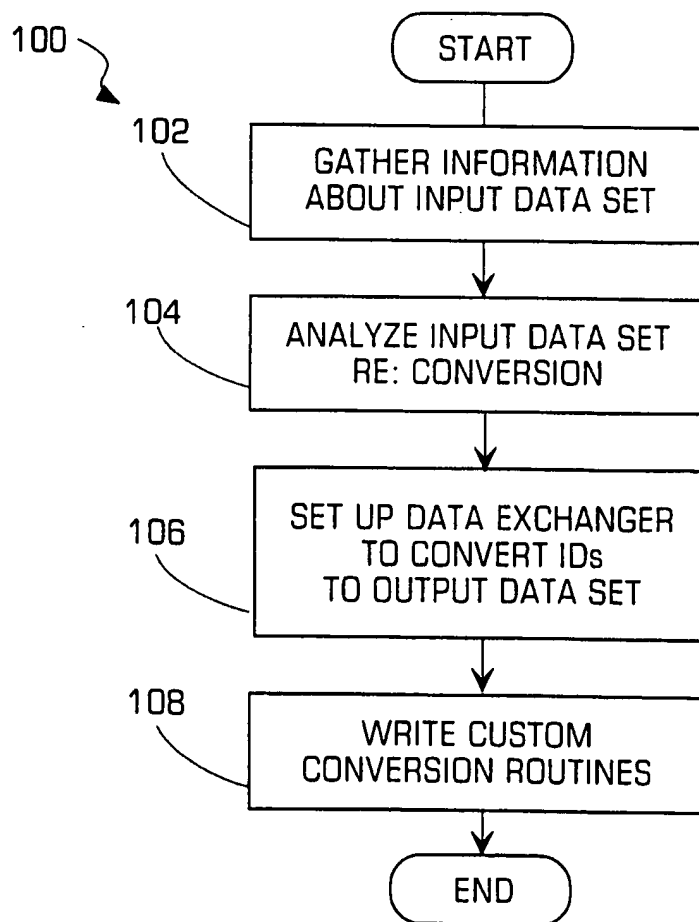 100
START
102
GATHER INFORMATION
ABOUT INPUT DATA SET
104
ANALYZE INPUT DATA SET
RE: CONVERSION
106
SET UP DATA EXCHANGER
TO CONVERT IDs
TO OUTPUT DATA SET
108
WRITE CUSTOM
CONVERSION ROUTINES
END